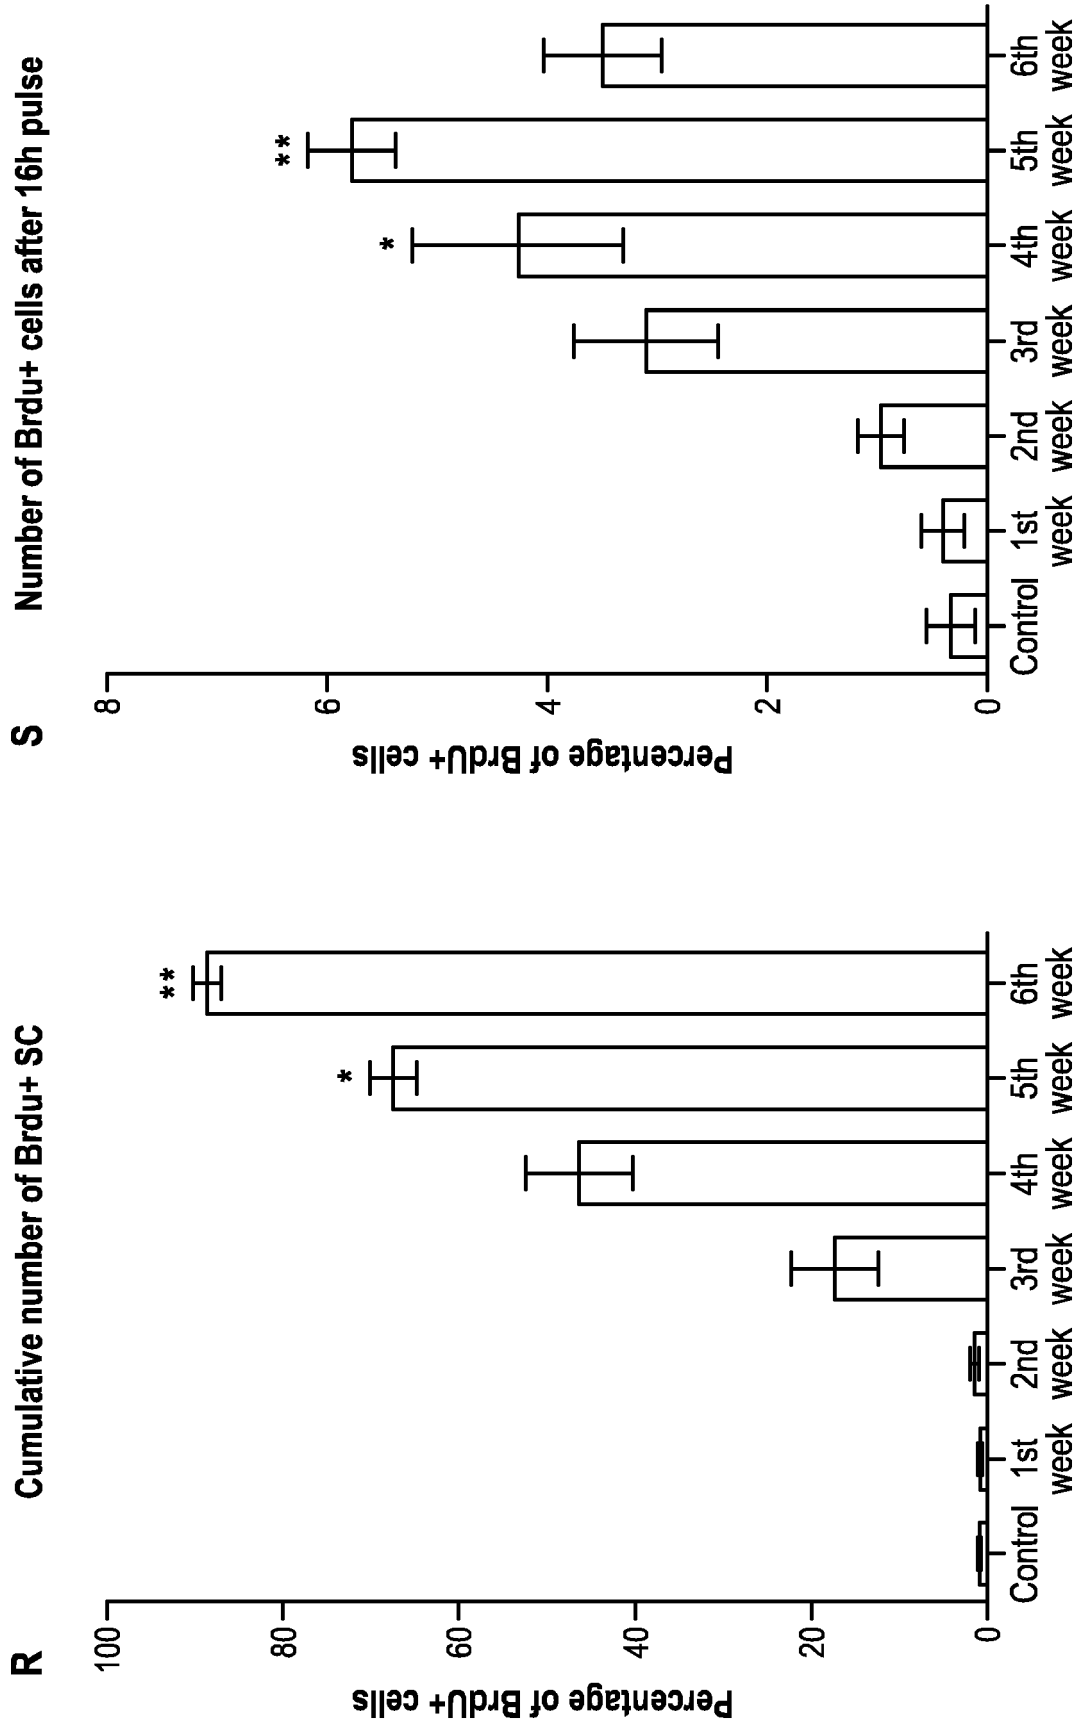 R
Cumulative number of Brdu+ SC
Percentage of BrdU+ cells
100
80
60
40
20
0
*
**
Control
1st week
2nd week
3rd week
4th week
5th week
6th week
S
Number of Brdu+ cells after 16h pulse
Percentage of BrdU+ cells
8
6
4
2
0
*
**
Control
1st week
2nd week
3rd week
4th week
5th week
6th week